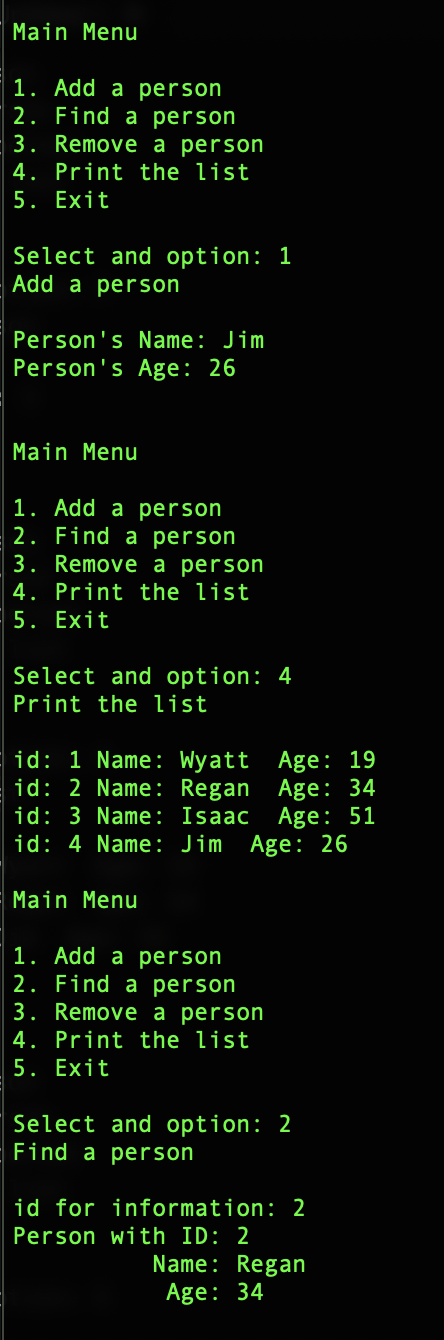 Main Menu
1. Add a person
2. Find a person
3. Remove a person
4. Print the list
5. Exit
Select and option: 1
Add a person
Person's Name: Jim
Person's Age: 26
Main Menu
1. Add a person
2. Find a person
3. Remove a person
4. Print the list
5. Exit
Select and option: 4
Print the list
id: 1 Name: Wyatt  Age: 19
id: 2 Name: Regan  Age: 34
id: 3 Name: Isaac  Age: 51
id: 4 Name: Jim  Age: 26
Main Menu
1. Add a person
2. Find a person
3. Remove a person
4. Print the list
5. Exit
Select and option: 2
Find a person
id for information: 2
Person with ID: 2
          Name: Regan
           Age: 34